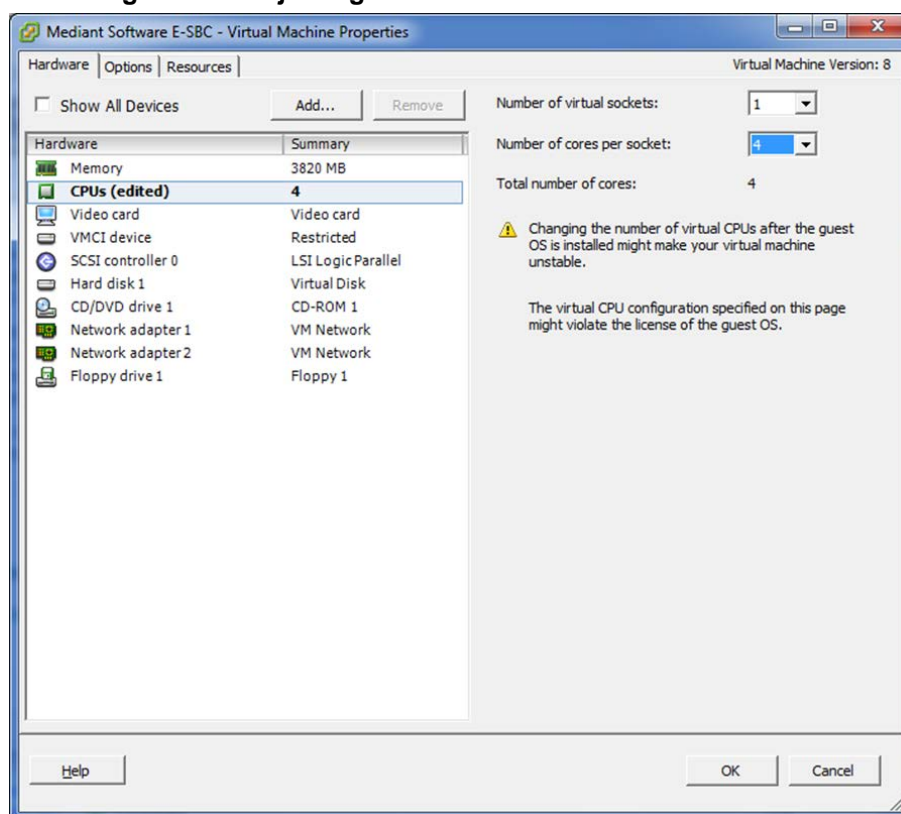 Mediant Software E-SBC - Virtual Machine Properties
Hardware Options Resources Virtual Machine Version: 8
Show All Devices Add... Remove
Number of virtual sockets: 1
Hardware Summary
Number of cores per socket: 4
Memory 3820 MB
CPUs (edited) 4
Total number of cores: 4
Video card Video card
VMCI device Restricted
SCSI controller 0 LSI Logic Parallel
Hard disk 1 Virtual Disk
CD/DVD drive 1 CD-ROM 1
Network adapter 1 VM Network
Network adapter 2 VM Network
Floppy drive 1 Floppy 1
Changing the number of virtual CPUs after the guest
OS is installed might make your virtual machine
unstable.
The virtual CPU configuration specified on this page
might violate the license of the guest OS.
Help OK Cancel